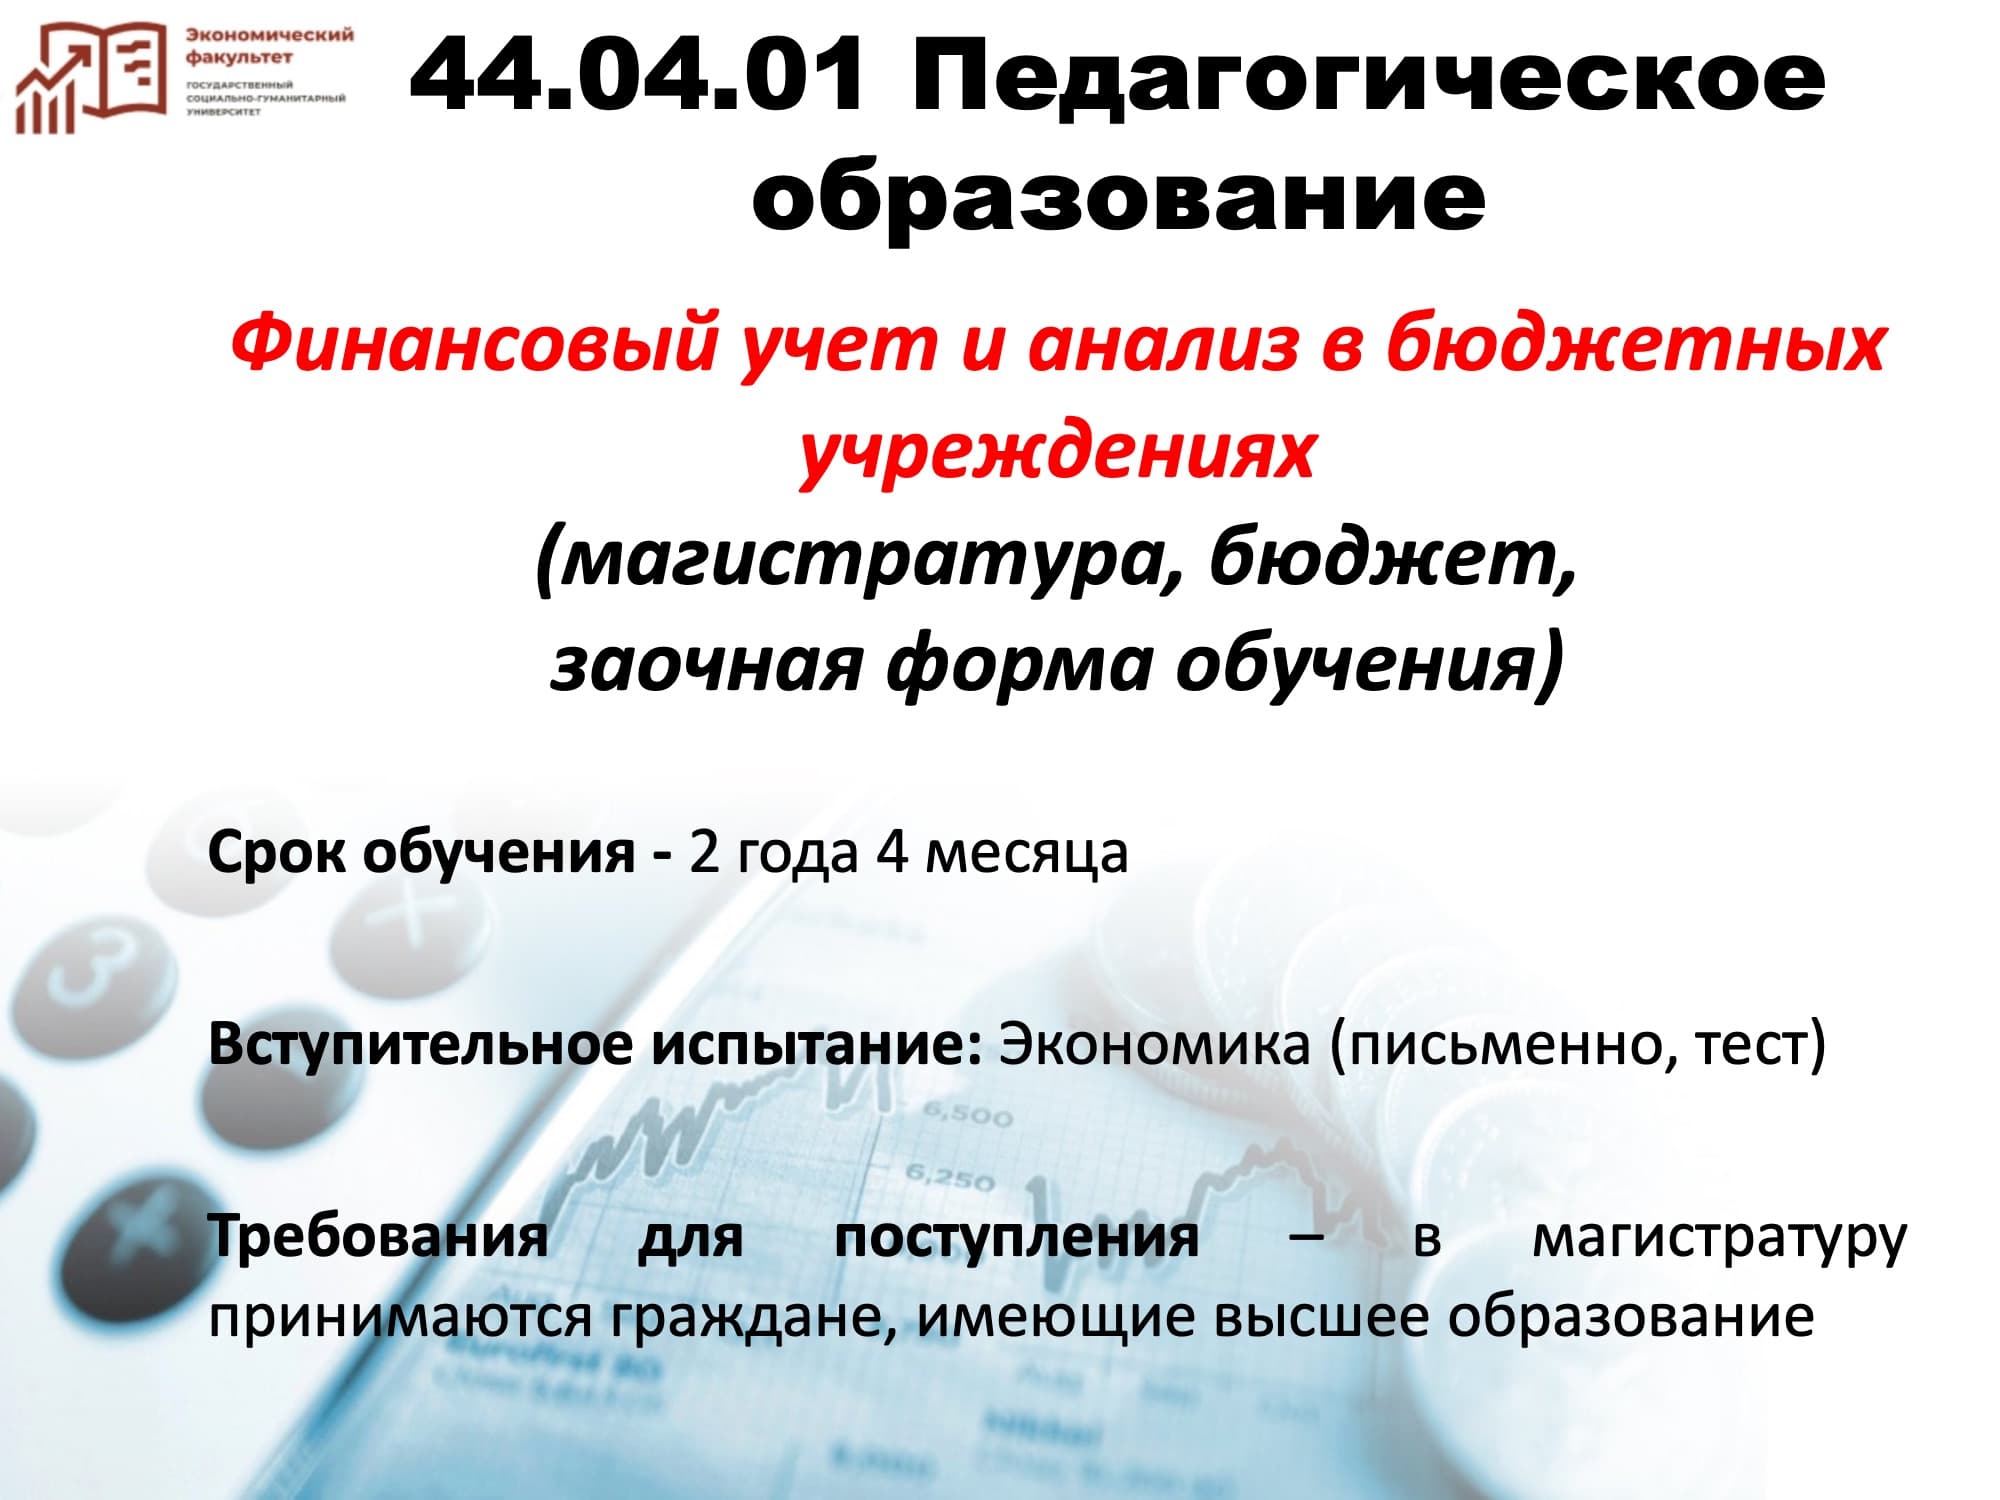 Экономический
факультет
ГОСУДАРСТВЕННЫЙ
СОЦИАЛЬНО-ГУМАНИТАРНЫЙ
УНИВЕРСИТЕТ
44.04.01 Педагогическое
образование
Финансовый учет и анализ в бюджетных
учреждениях
(магистратура, бюджет,
заочная форма обучения)
Срок обучения - 2 года 4 месяца
3
Вступительное испытание: Экономика (письменно, тест)
6,500
6,250
Требования для поступления – в магистратуру
принимаются граждане, имеющие высшее образование
Nikkei